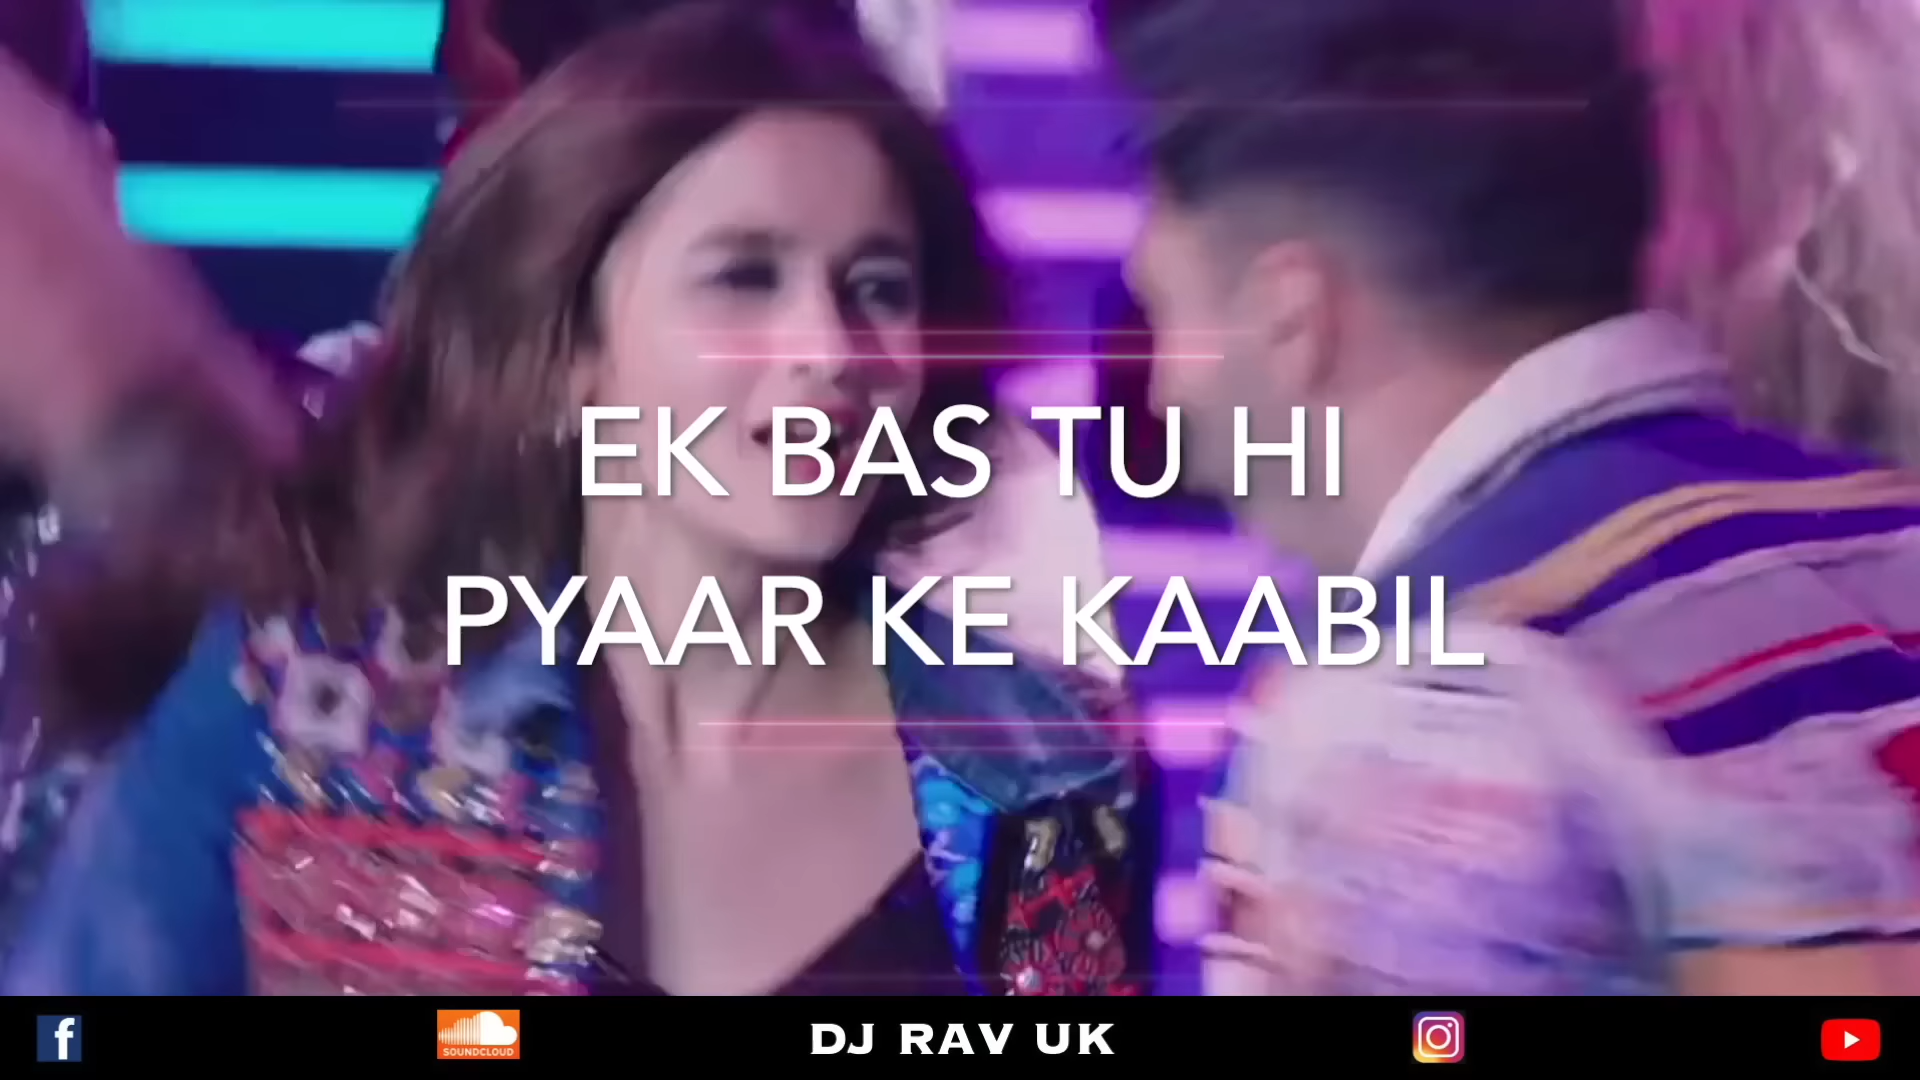 EK BAS TU HI
PYAAR KE KAABIL
f
SOUNDCLOUD
DJ RAV UK